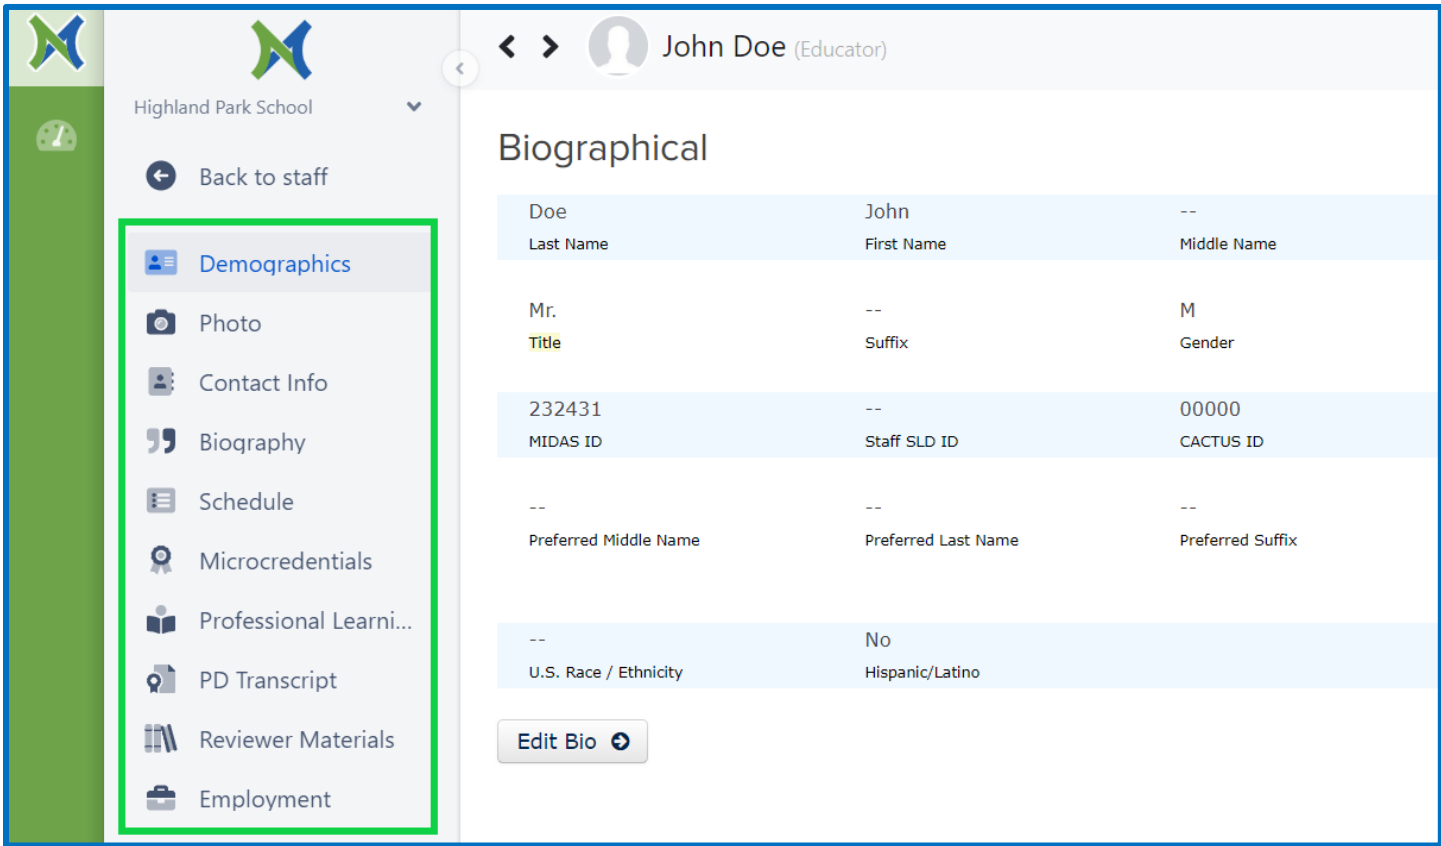 John Doe (Educator)
Highland Park School
Back to staff
Demographics
Photo
Contact Info
Biography
Schedule
Microcredentials
Professional Learni...
PD Transcript
Reviewer Materials
Employment
Biographical
Doe John --
Last Name First Name Middle Name
Mr. -- M
Title Suffix Gender
232431 -- 00000
MIDAS ID Staff SLD ID CACTUS ID
-- -- --
Preferred Middle Name Preferred Last Name Preferred Suffix
-- No
U.S. Race / Ethnicity Hispanic/Latino
Edit Bio